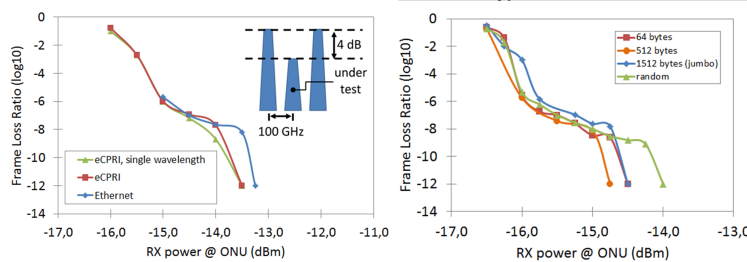 Frame Loss Ratio (log10)
0
-2
-4
-6
-8
-10
-12
-14
-17,0
-16,0
-15,0
-14,0
-13,0
-12,0
-11,0
RX power @ ONU (dBm)
eCPRI, single wavelength
eCPRI
Ethernet
4 dB
under
test
100 GHz
Frame Loss Ratio (log10)
0
-2
-4
-6
-8
-10
-12
-14
-17,0
-16,0
-15,0
-14,0
-13,0
RX power @ ONU (dBm)
64 bytes
512 bytes
1512 bytes (jumbo)
random